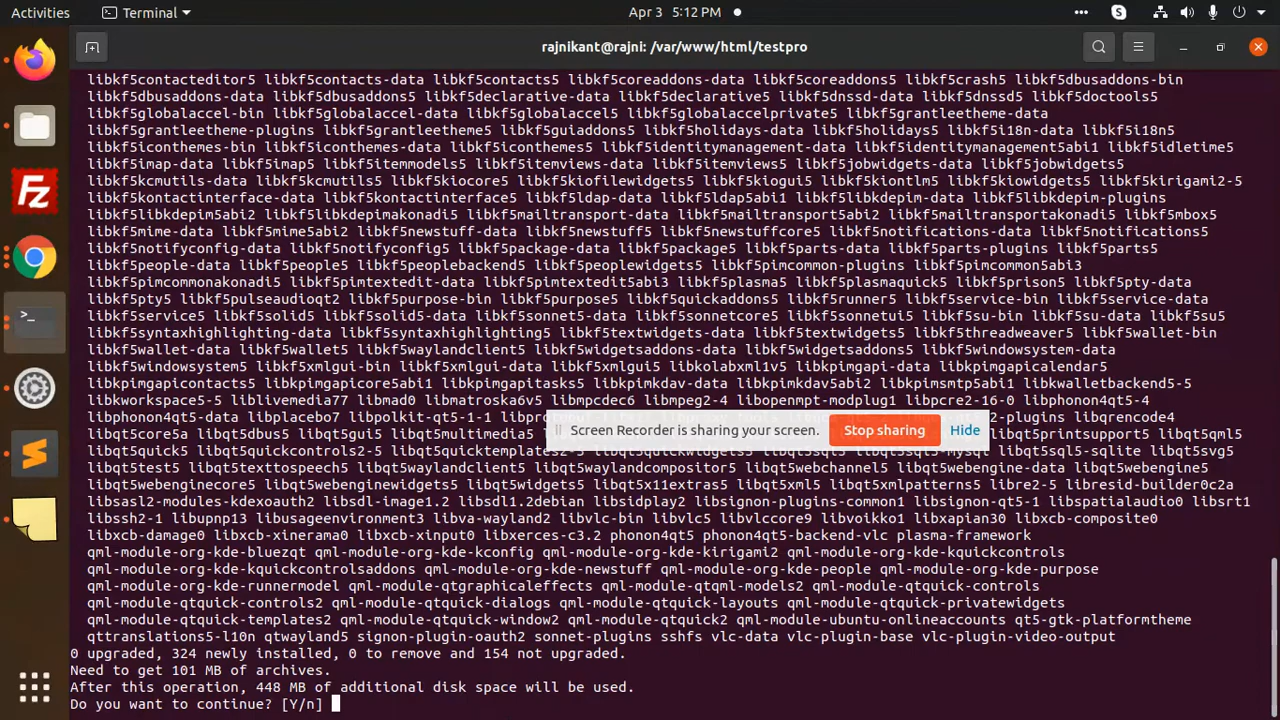 Activities Terminal Apr 3 5:12 PM
rajnikant@rajni: /var/www/html/testpro
libkf5contacteditor5 libkf5contacts-data libkf5contacts5 libkf5coreaddons-data libkf5coreaddons5 libkf5crash5 libkf5dbusaddons-bin
libkf5dbusaddons-data libkf5dbusaddons5 libkf5declarative-data libkf5declarative5 libkf5dnssd-data libkf5dnssd5 libkf5doctools5
libkf5globalaccel-bin libkf5globalaccel-data libkf5globalaccel5 libkf5globalaccelprivate5 libkf5grantleetheme-data
libkf5grantleetheme-plugins libkf5grantleetheme5 libkf5guiaddons5 libkf5holidays-data libkf5holidays5 libkf5i18n-data libkf5i18n5
libkf5iconthemes-bin libkf5iconthemes-data libkf5iconthemes5 libkf5identitymanagement-data libkf5identitymanagement5abi1 libkf5idletime5
libkf5imap-data libkf5imap5 libkf5itemmodels5 libkf5itemviews-data libkf5itemviews5 libkf5jobwidgets-data libkf5jobwidgets5
libkf5kcmutils-data libkf5kcmutils5 libkf5kiocore5 libkf5kiofilewidgets5 libkf5kiogui5 libkf5kiontlm5 libkf5kiowidgets5 libkf5kirigami2-5
libkf5kontactinterface-data libkf5kontactinterface5 libkf5ldap-data libkf5ldap5abi1 libkf5libkdepim-data libkf5libkdepim-plugins
libkf5libkdepim5abi2 libkf5libkdepimakonadi5 libkf5mailtransport-data libkf5mailtransport5abi2 libkf5mailtransportakonadi5 libkf5mbox5
libkf5mime-data libkf5mime5abi2 libkf5newstuff-data libkf5newstuff5 libkf5newstuffcore5 libkf5notifications-data libkf5notifications5
libkf5notifyconfig-data libkf5notifyconfig5 libkf5package-data libkf5package5 libkf5parts-data libkf5parts-plugins libkf5parts5
libkf5people-data libkf5people5 libkf5peoplebackend5 libkf5peoplewidgets5 libkf5pimcommon-plugins libkf5pimcommon5abi3
libkf5pimcommonakonadi5 libkf5pimtextedit-data libkf5pimtextedit5abi3 libkf5plasma5 libkf5plasmaquick5 libkf5prison5 libkf5pty-data
libkf5pty5 libkf5pulseaudioqt2 libkf5purpose-bin libkf5purpose5 libkf5quickaddons5 libkf5runner5 libkf5service-bin libkf5service-data
libkf5service5 libkf5solid5 libkf5solid5-data libkf5sonnet5-data libkf5sonnetcore5 libkf5sonnetui5 libkf5su-bin libkf5su-data libkf5su5
libkf5syntaxhighlighting-data libkf5syntaxhighlighting5 libkf5textwidgets-data libkf5textwidgets5 libkf5threadweaver5 libkf5wallet-bin
libkf5wallet-data libkf5wallet5 libkf5waylandclient5 libkf5widgetsaddons-data libkf5widgetsaddons5 libkf5windowsystem-data
libkf5windowsystem5 libkf5xmlgui-bin libkf5xmlgui-data libkf5xmlgui5 libkolabxml1v5 libkpimgapi-data libkpimgapicalendar5
libkpimgapicontacts5 libkpimgapicore5abi1 libkpimgapitasks5 libkpimkdav-data libkpimkdav5abi2 libkpimsmtp5abi1 libkwalletbackend5-5
libkworkspace5-5 liblivemedia77 libmad0 libmatroska6v5 libmpcdec6 libmpeg2-4 libopenmpt-modplug1 libpcre2-16-0 libphonon4qt5-4
libphonon4qt5-data libplacebo7 libpolkit-qt5-1-1 2-plugins libqrencode4
libqt5core5a libqt5dbus5 libqt5gui5 libqt5multimedia5 libqt5printsupport5 libqt5qml5
Screen Recorder is sharing your screen. Stop sharing Hide
libqt5quick5 libqt5quickcontrols2-5 libqt5sql5-sqlite libqt5svg5
libqt5test5 libqt5texttospeech5 libqt5waylandclient5 libqt5waylandcompositor5 libqt5webchannel5 libqt5webengine-data libqt5webengine5
libqt5webenginecore5 libqt5webenginewidgets5 libqt5widgets5 libqt5x11extras5 libqt5xml5 libqt5xmlpatterns5 libre2-5 libresid-builder0c2a
libsasl2-modules-kdexoauth2 libsdl-image1.2 libsdl1.2debian libsidplay2 libsignon-plugins-common1 libsignon-qt5-1 libspatialaudio0 libsrt1
libssh2-1 libupnp13 libusageenvironment3 libva-wayland2 libvlc-bin libvlc5 libvlccore9 libvoikko1 libxapian30 libxcb-composite0
libxcb-damage0 libxcb-xinerama0 libxcb-xinput0 libxerces-c3.2 phonon4qt5 phonon4qt5-backend-vlc plasma-framework
qml-module-org-kde-bluezqt qml-module-org-kde-kconfig qml-module-org-kde-kirigami2 qml-module-org-kde-kquickcontrols
qml-module-org-kde-kquickcontrolsaddons qml-module-org-kde-newstuff qml-module-org-kde-people qml-module-org-kde-purpose
qml-module-org-kde-runnermodel qml-module-qtgraphicaleffects qml-module-qtqml-models2 qml-module-qtquick-controls
qml-module-qtquick-controls2 qml-module-qtquick-dialogs qml-module-qtquick-layouts qml-module-qtquick-privatewidgets
qml-module-qtquick-templates2 qml-module-qtquick-window2 qml-module-qtquick2 qml-module-ubuntu-onlineaccounts qt5-gtk-platformtheme
qttranslations5-l10n qtwayland5 signon-plugin-oauth2 sonnet-plugins sshfs vlc-data vlc-plugin-base vlc-plugin-video-output
0 upgraded, 324 newly installed, 0 to remove and 154 not upgraded.
Need to get 101 MB of archives.
After this operation, 448 MB of additional disk space will be used.
Do you want to continue? [Y/n]